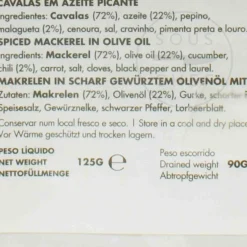 CAVALAS EM AZEITE PICANTE
Ingredientes: Cavalas (72%), azeite (22%), pepino,
malagueta (2%), cenoura, sal, cravinho, pimenta preta e louro.
SPICED MACKEREL IN OLIVE OIL
Ingredients: Mackerel (72%), olive oil (22%), cucumber,
chili (2%), carrot, salt, cloves, black pepper and laurel.
MAKRELEN IN SCHARF GEWÜRZTEM OLIVENÖL MIT
Zutaten: Makrelen (72%), Olivenöl (22%), Gurke, scharfer
Speisesalz, Gewürznelke, schwarzer Pfeffer, Lorbeerblatt.
Conservar num local fresco e seco. I Store in a cool and dry place
Vor Wärme geschützt und trocken lagern.
PESO LÍQUIDO
NET WEIGHT 125G e
NETTOFÜLLMENGE
Peso escorrido
Drained weight 90G
Abtropfgewicht